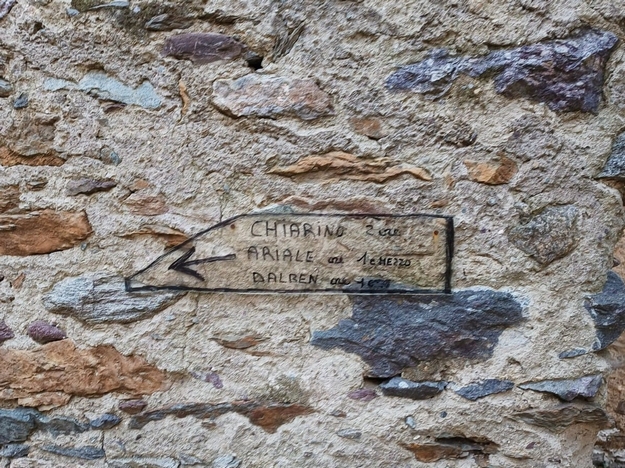 CHIARINO 2 ore
ARIALE ore 1 e MEZZO
DALBEN ore